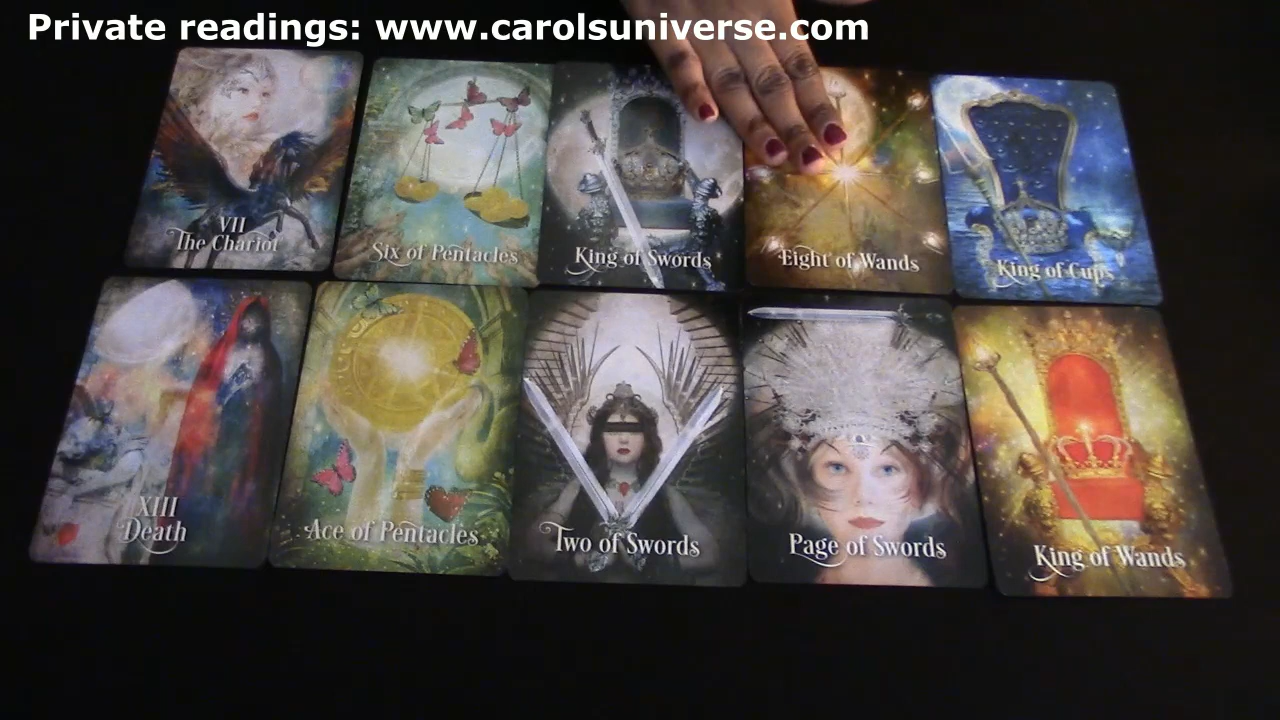 Private readings: www.carolsuniverse.com
VII
The Chariot
Six of Pentacles
King of Swords
Eight of Wands
King of Cups
XIII
Death
Ace of Pentacles
Two of Swords
Page of Swords
King of Wands